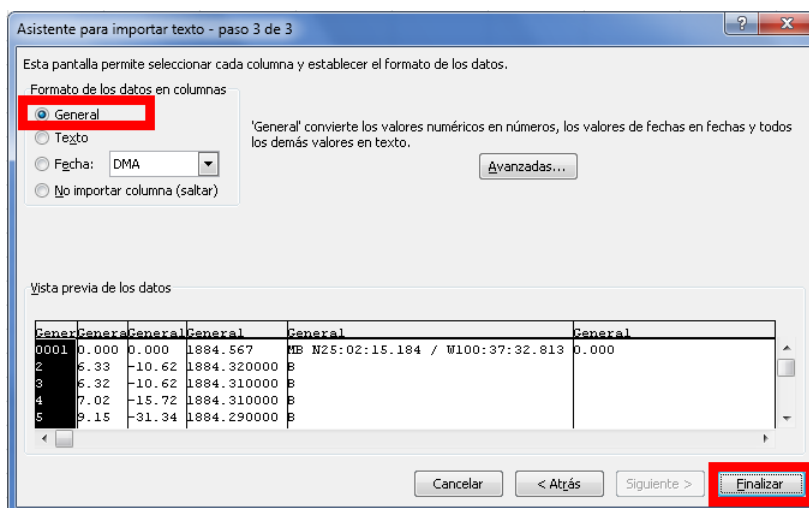 Asistente para importar texto - paso 3 de 3
Esta pantalla permite seleccionar cada columna y establecer el formato de los datos.
Formato de los datos en columnas
General
Texto
Fecha: DMA
No importar columna (saltar)
'General' convierte los valores numéricos en números, los valores de fechas en fechas y todos
los demás valores en texto.
Avanzadas...
Vista previa de los datos
Gener Genera General General General General
0001 0.000 0.000 1884.567 MB N25:02:15.184 / W100:37:32.813 0.000
2 6.33 -10.62 1884.320000 B
3 6.32 -10.62 1884.310000 B
4 7.02 -15.72 1884.310000 B
5 9.15 -31.34 1884.290000 B
Cancelar < Atrás Siguiente > Finalizar